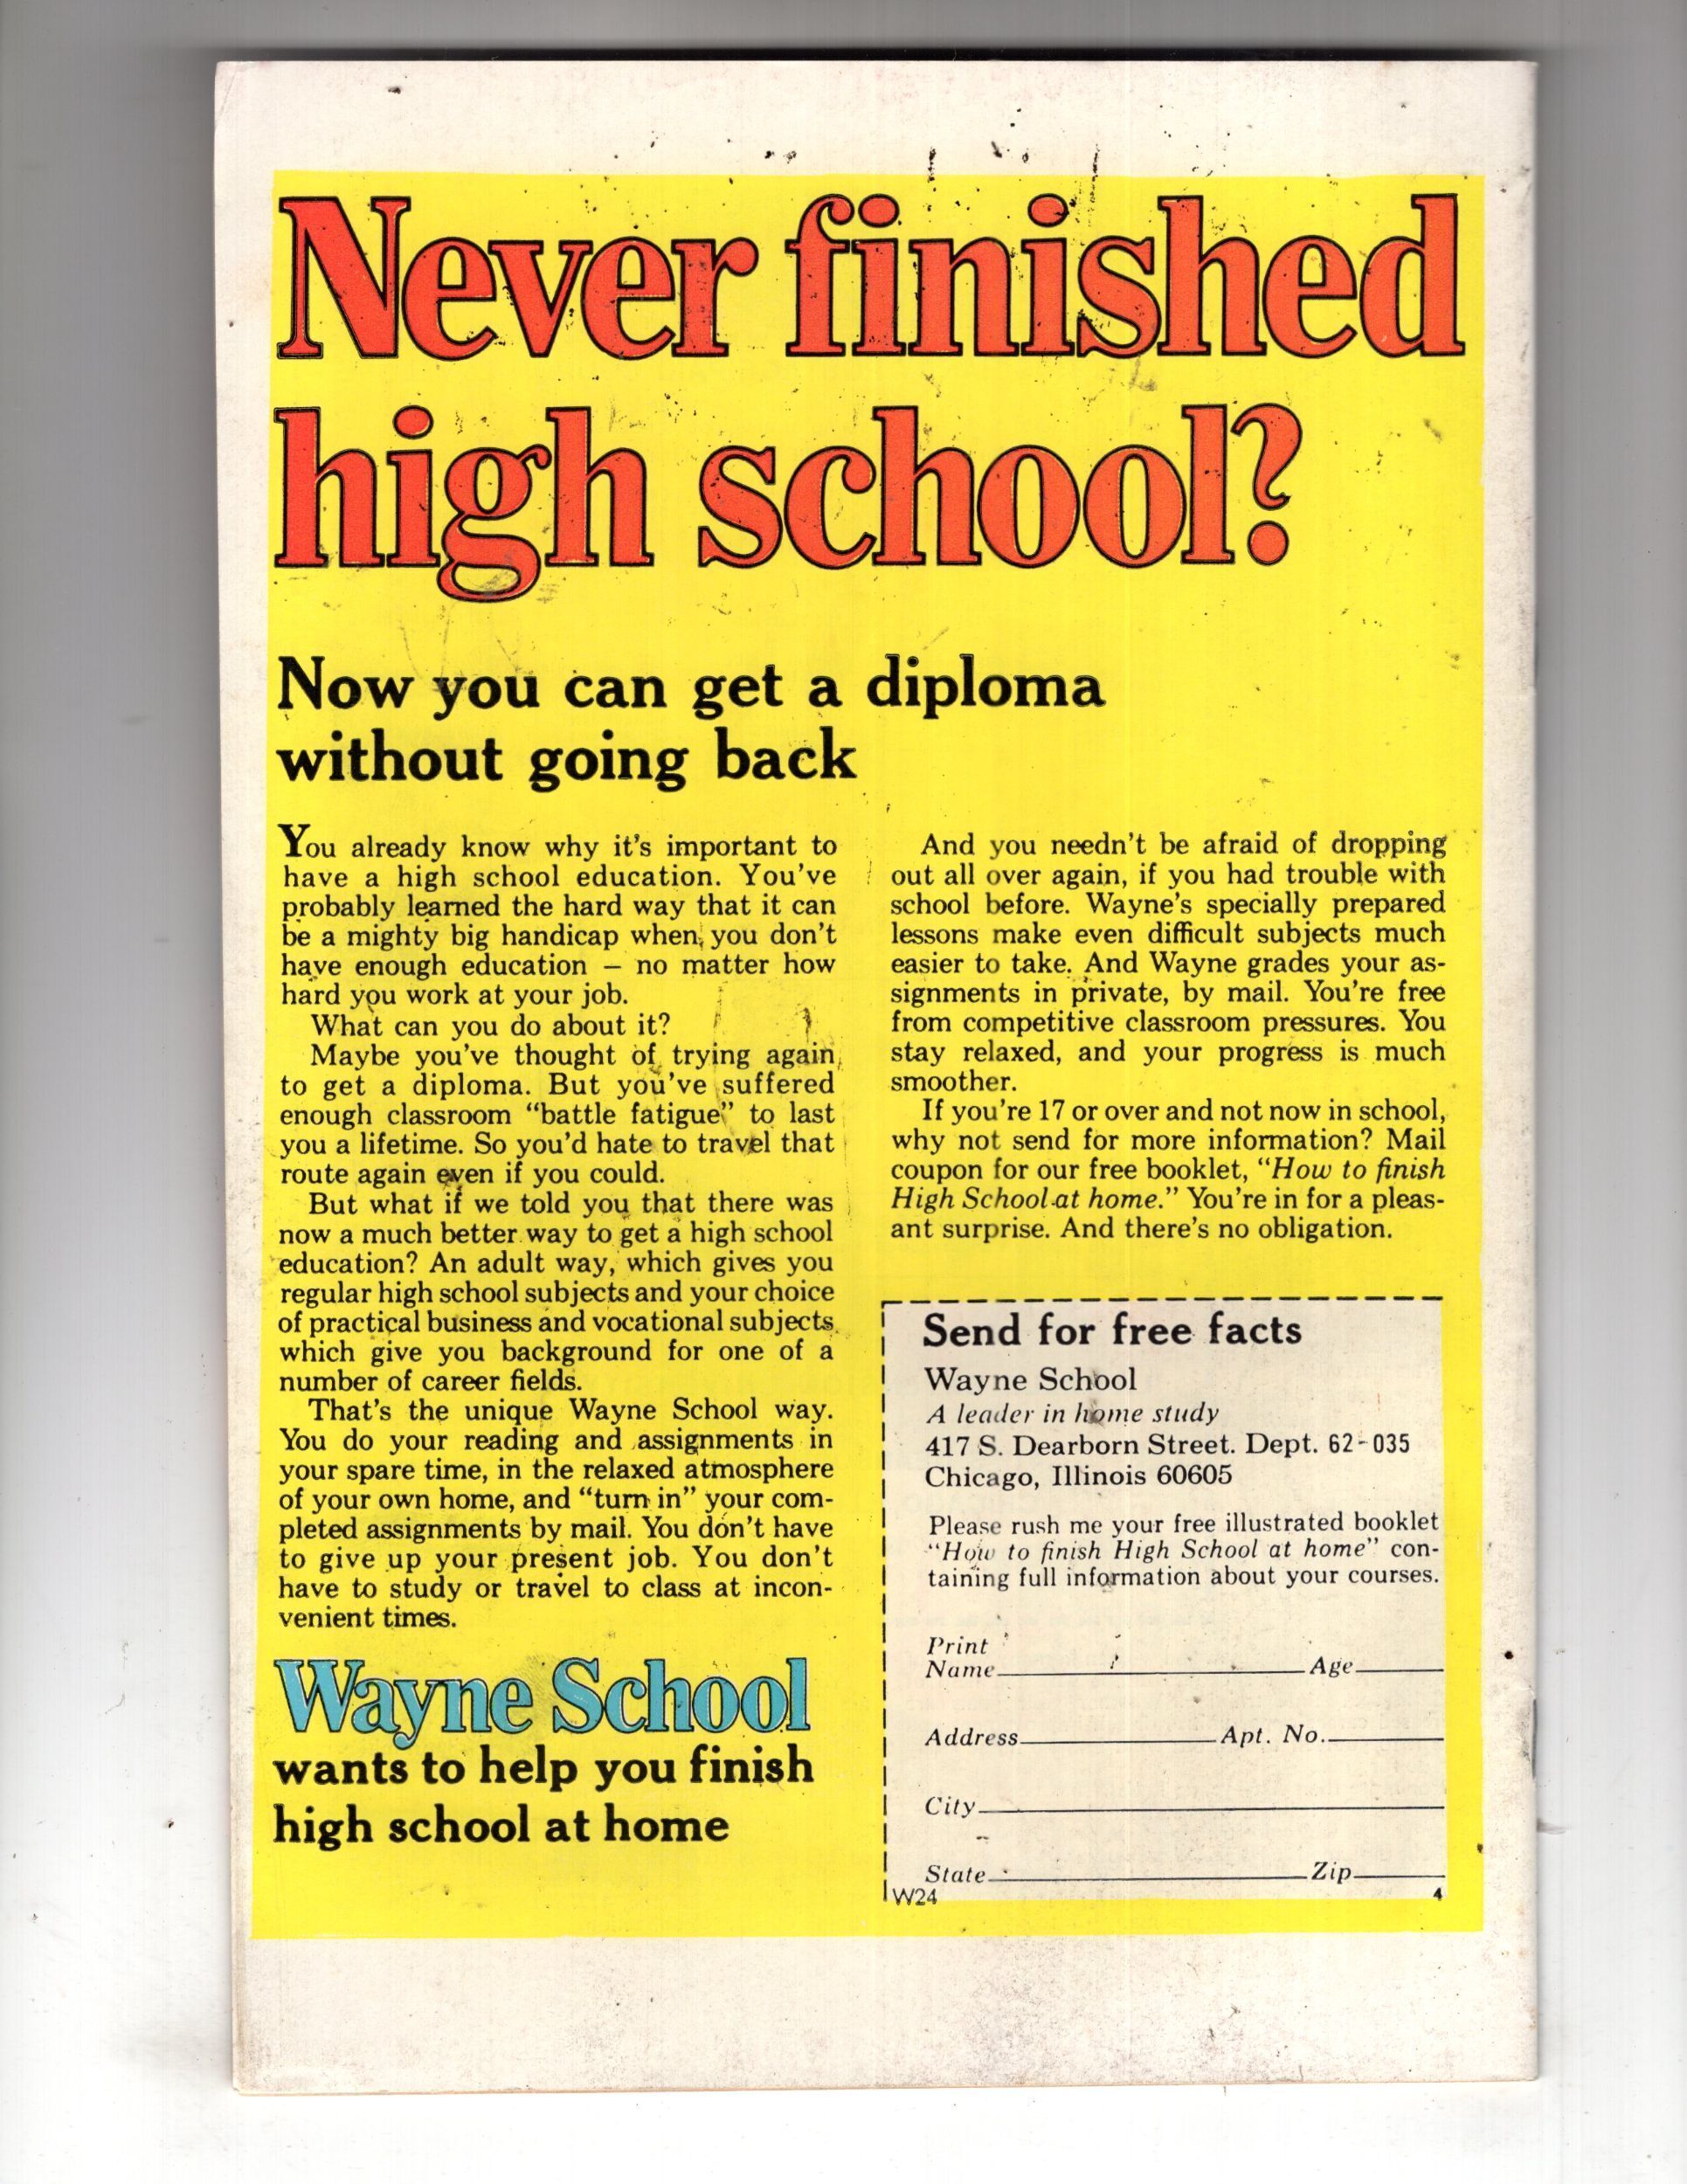 Never finished
high school?
Now you can get a diploma
without going back
You already know why it's important to
have a high school education. You've
probably learned the hard way that it can
be a mighty big handicap when you don't
have enough education — no matter how
hard you work at your job.
What can you do about it?
Maybe you've thought of trying again
to get a diploma. But you've suffered
enough classroom “battle fatigue” to last
you a lifetime. So you'd hate to travel that
route again even if you could.
But what if we told you that there was
now a much better way to get a high school
education? An adult way, which gives you
regular high school subjects and your choice
of practical business and vocational subjects
which give you background for one of a
number of career fields.
That's the unique Wayne School way.
You do your reading and assignments in
your spare time, in the relaxed atmosphere
of your own home, and “turn in” your com-
pleted assignments by mail. You don't have
to give up your present job. You don't
have to study or travel to class at incon-
venient times.
Wayne School
wants to help you finish
high school at home
And you needn't be afraid of dropping
out all over again, if you had trouble with
school before. Wayne's specially prepared
lessons make even difficult subjects much
easier to take. And Wayne grades your as-
signments in private, by mail. You're free
from competitive classroom pressures. You
stay relaxed, and your progress is much
smoother.
If you're 17 or over and not now in school,
why not send for more information? Mail
coupon for our free booklet, “How to finish
High School at home.” You're in for a pleas-
ant surprise. And there's no obligation.
Send for free facts
Wayne School
A leader in home study
417 S. Dearborn Street. Dept. 62-035
Chicago, Illinois 60605
Please rush me your free illustrated booklet
“How to finish High School at home” con-
taining full information about your courses.
Print
Name Age
Address Apt. No.
City
State Zip
W24 4